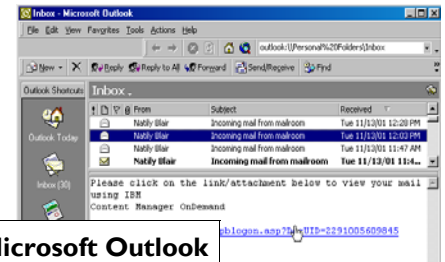 Inbox - Microsoft Outlook
File Edit View Favorites Tools Actions Help
outlook:\\Personal%20Folders\Inbox
New Reply Reply to All Forward Send/Receive Find
Outlook Shortcuts
Inbox .
From Subject Received
Outlook Today
Natily Blair Incoming mail from mailroom Tue 11/13/01 12:28 PM
Natily Blair Incoming mail from mailroom Tue 11/13/01 12:03 PM
Natily Blair Incoming mail from mailroom Tue 11/13/01 11:47 AM
Natily Blair Incoming mail from mailroom Tue 11/13/01 11:4...
Inbox (30)
Please click on the link/attachment below to view your mail
using IBM
Content Manager OnDemand
pblogon.asp? UID=2291005609845
Microsoft Outlook